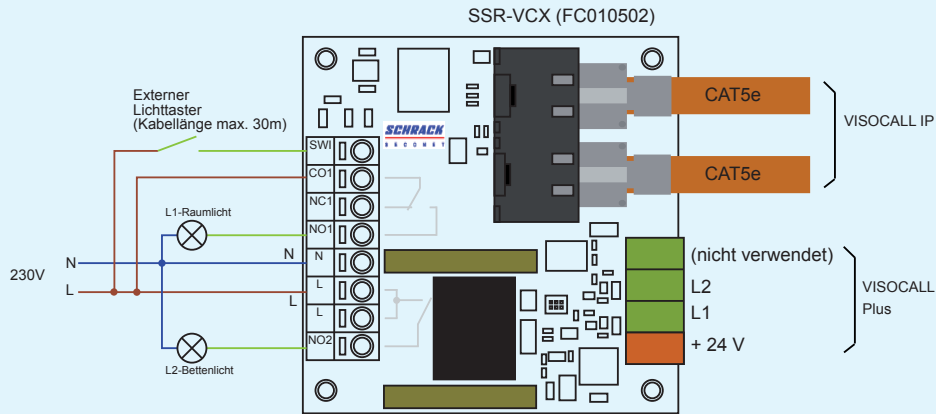 SSR-VCX (FC010502)
Externer
Lichttaster
(Kabellänge max. 30m)
SCHRACK
SECONET
CAT5e
VISOCALL IP
CAT5e
SWI
CO1
NC1
L1-Raumlicht
NO1
N
N
N
230V
L
L
L
L
NO2
L2-Bettenlicht
(nicht verwendet)
L2
L1
+ 24 V
VISOCALL
Plus